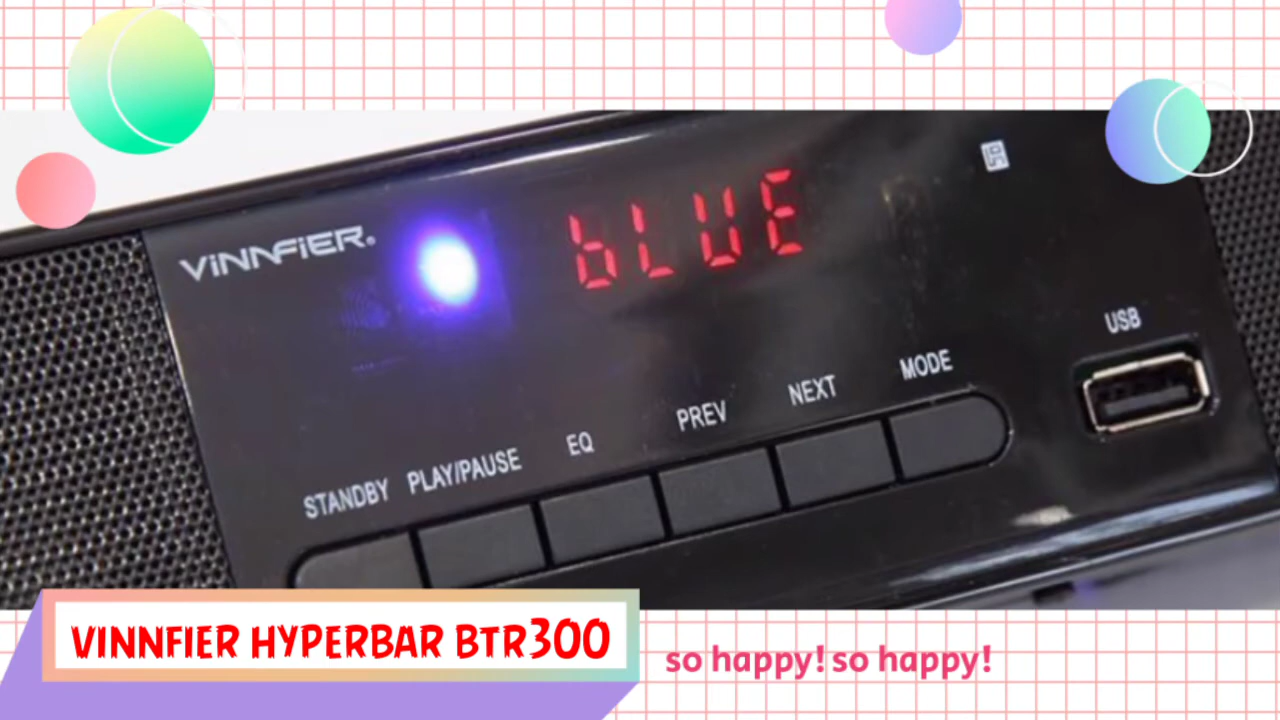 ViNNFiER®
bLUE
USB
MODE
NEXT
PREV
EQ
PLAY/PAUSE
STANDBY
VINNFIER HYPERBAR BTR300
so happy! so happy!